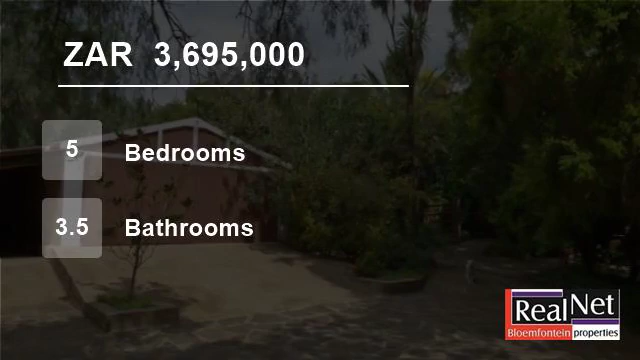 ZAR 3,695,000
5 Bedrooms
3.5 Bathrooms
RealNet
Bloemfontein properties